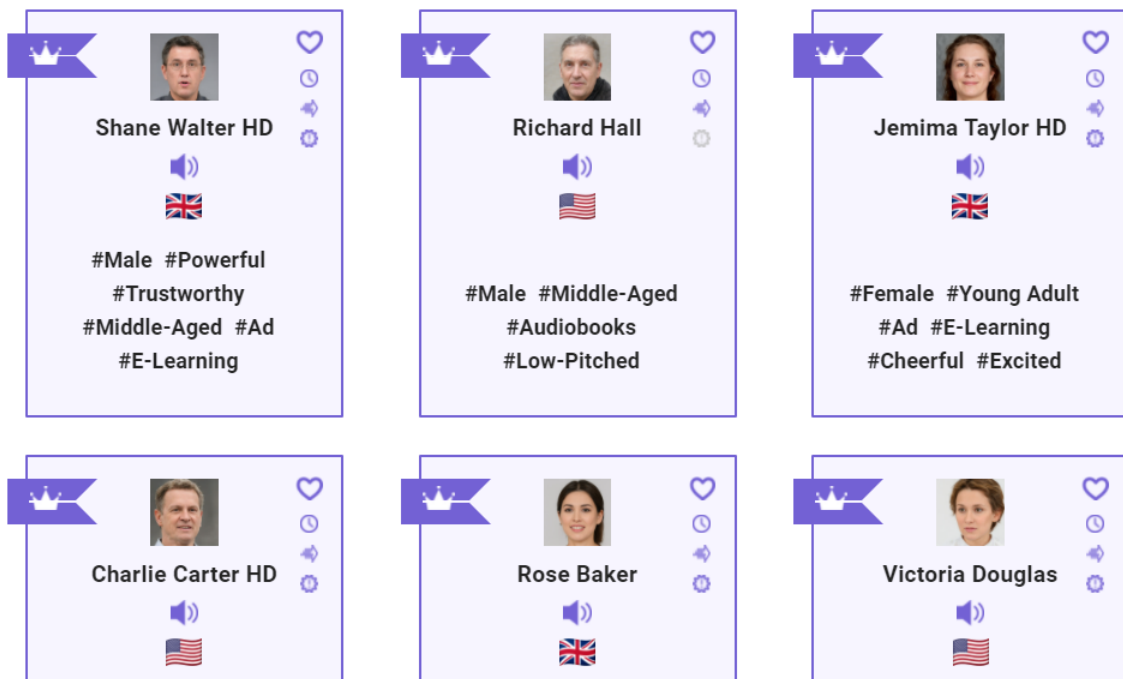 Shane Walter HD
Richard Hall
Jemima Taylor HD
#Male #Powerful
#Trustworthy
#Middle-Aged #Ad
#E-Learning
#Male #Middle-Aged
#Audiobooks
#Low-Pitched
#Female #Young Adult
#Ad #E-Learning
#Cheerful #Excited
Charlie Carter HD
Rose Baker
Victoria Douglas